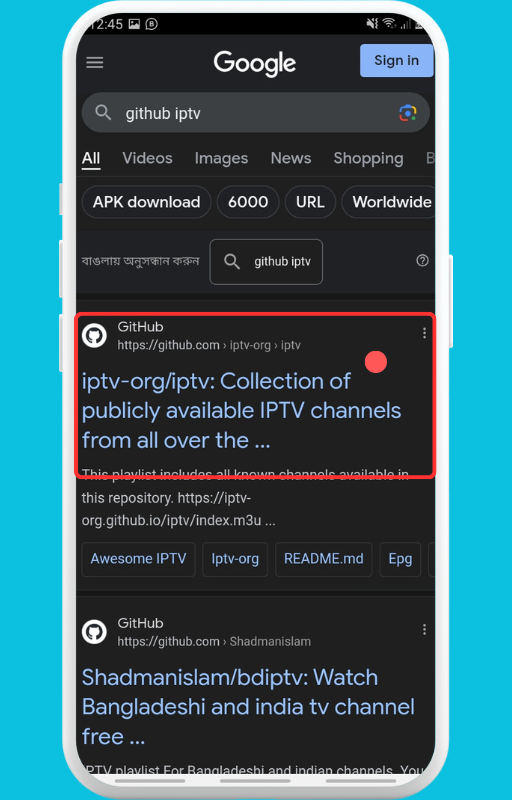 12:45
Google
Sign in
github iptv
All Videos Images News Shopping B
APK download 6000 URL Worldwide
বাঙলায় অনুসন্ধান করুন github iptv
GitHub
https://github.com › iptv-org › iptv
iptv-org/iptv: Collection of
publicly available IPTV channels
from all over the ...
This playlist includes all known channels available in
this repository. https://iptv-
org.github.io/iptv/index.m3u ...
Awesome IPTV Iptv-org README.md Epg
GitHub
https://github.com › Shadmanislam
Shadmanislam/bdiptv: Watch
Bangladeshi and india tv channel
free ...
IPTV playlist For Bangladeshi and indian channels. You